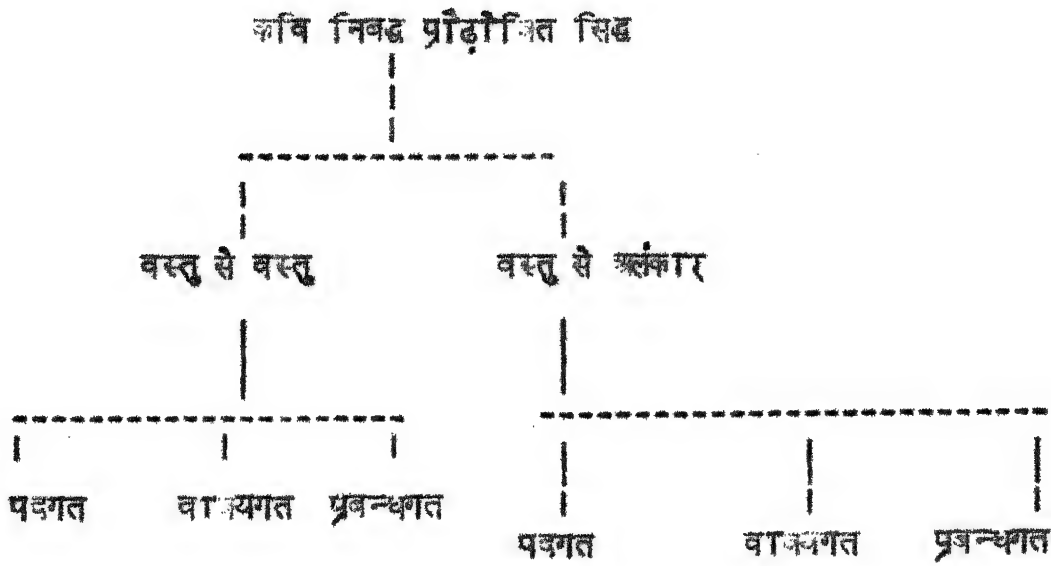 कवि निबद्ध प्रौढ़ोक्ति सिद्ध
वस्तु से वस्तु वस्तु से अलंकार
पदगत वाक्यगत प्रबन्धगत
पदगत वाक्यगत प्रबन्धगत